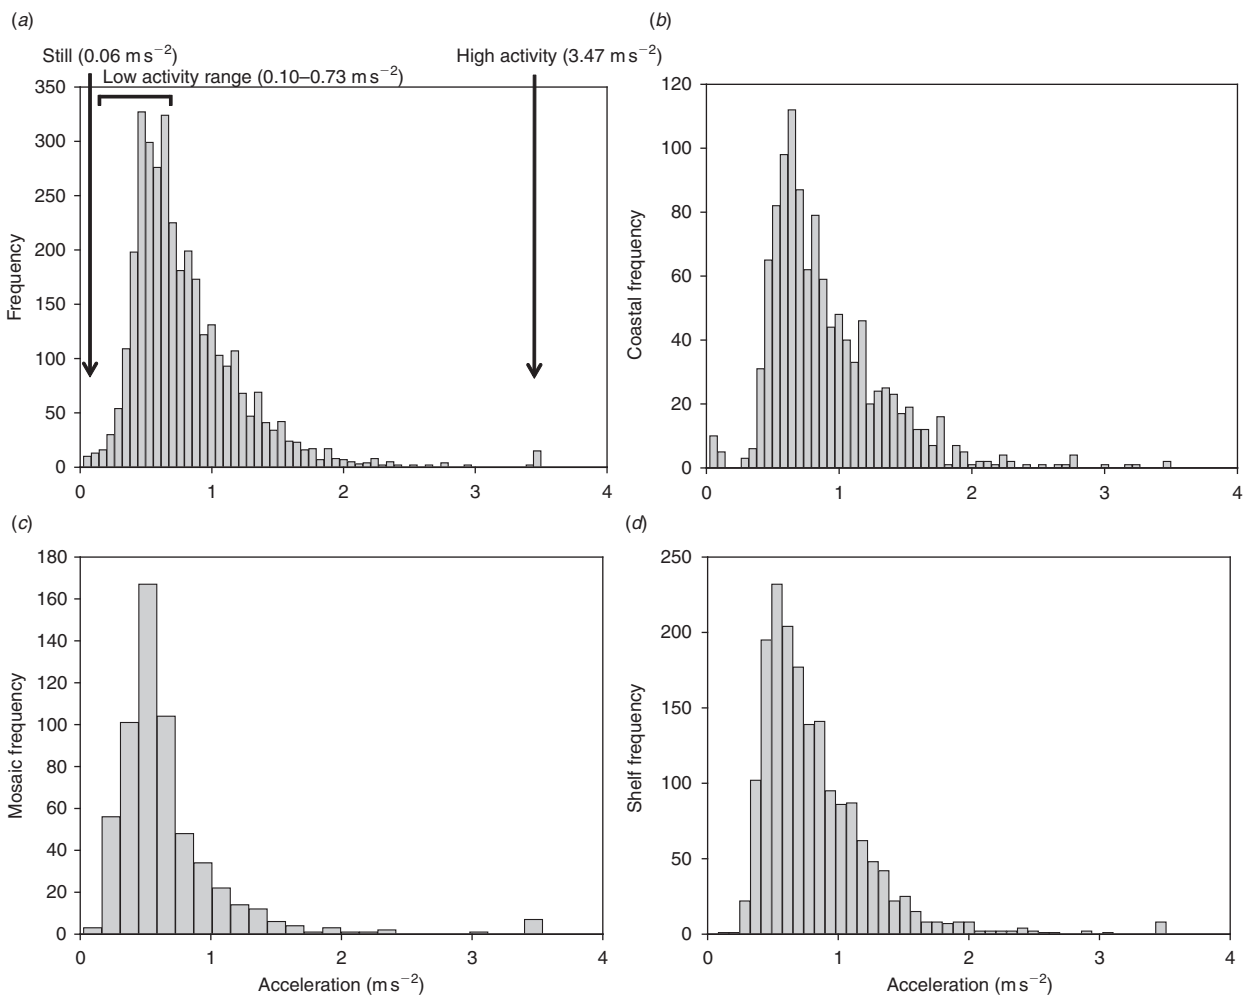 (a)
(b)
Still (0.06 m s−2)
High activity (3.47 m s−2)
Low activity range (0.10–0.73 m s−2)
350
300
250
200
150
100
50
0
Frequency
0 1 2 3 4
120
100
80
60
40
20
0
Coastal frequency
0 1 2 3 4
(c)
(d)
180
160
140
120
100
80
60
40
20
0
Mosaic frequency
0 1 2 3 4
Acceleration (m s−2)
250
200
150
100
50
0
Shelf frequency
0 1 2 3 4
Acceleration (m s−2)